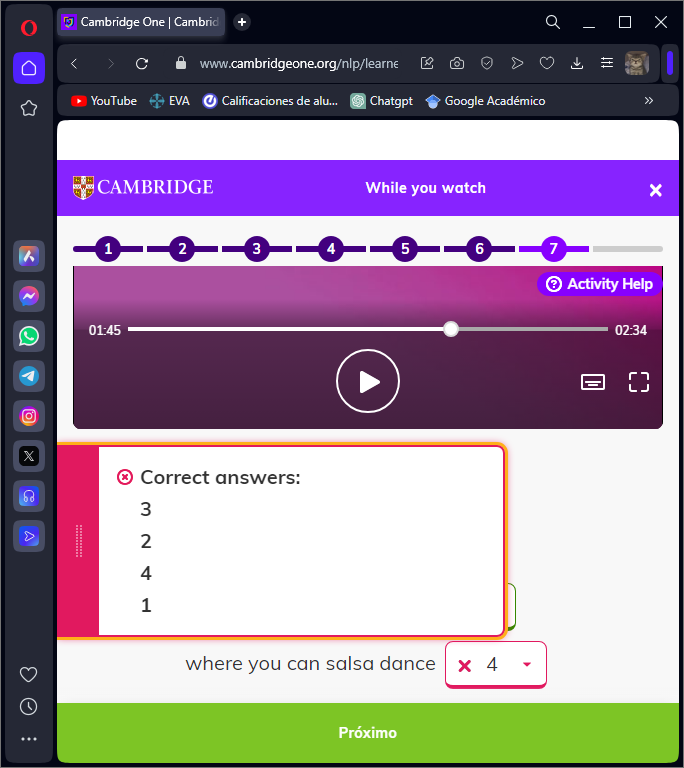 Cambridge One | Cambrid
www.cambridgeone.org/nlp/learne
YouTube
EVA
Calificaciones de alu...
Chatgpt
Google Académico
CAMBRIDGE
While you watch
1 2 3 4 5 6 7
Activity Help
01:45
02:34
Correct answers:
3
2
4
1
where you can salsa dance
4
Próximo